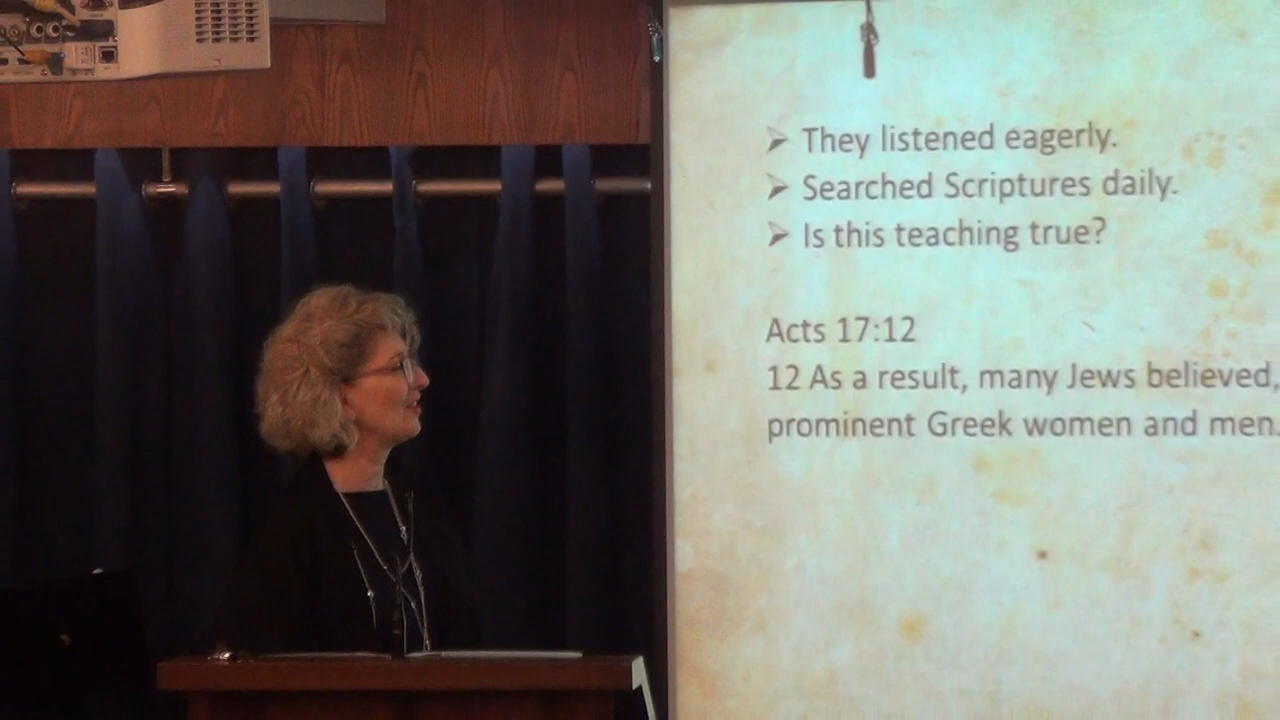 ➢ They listened eagerly.
➢ Searched Scriptures daily.
➢ Is this teaching true?
Acts 17:12
12 As a result, many Jews believed,
prominent Greek women and men.